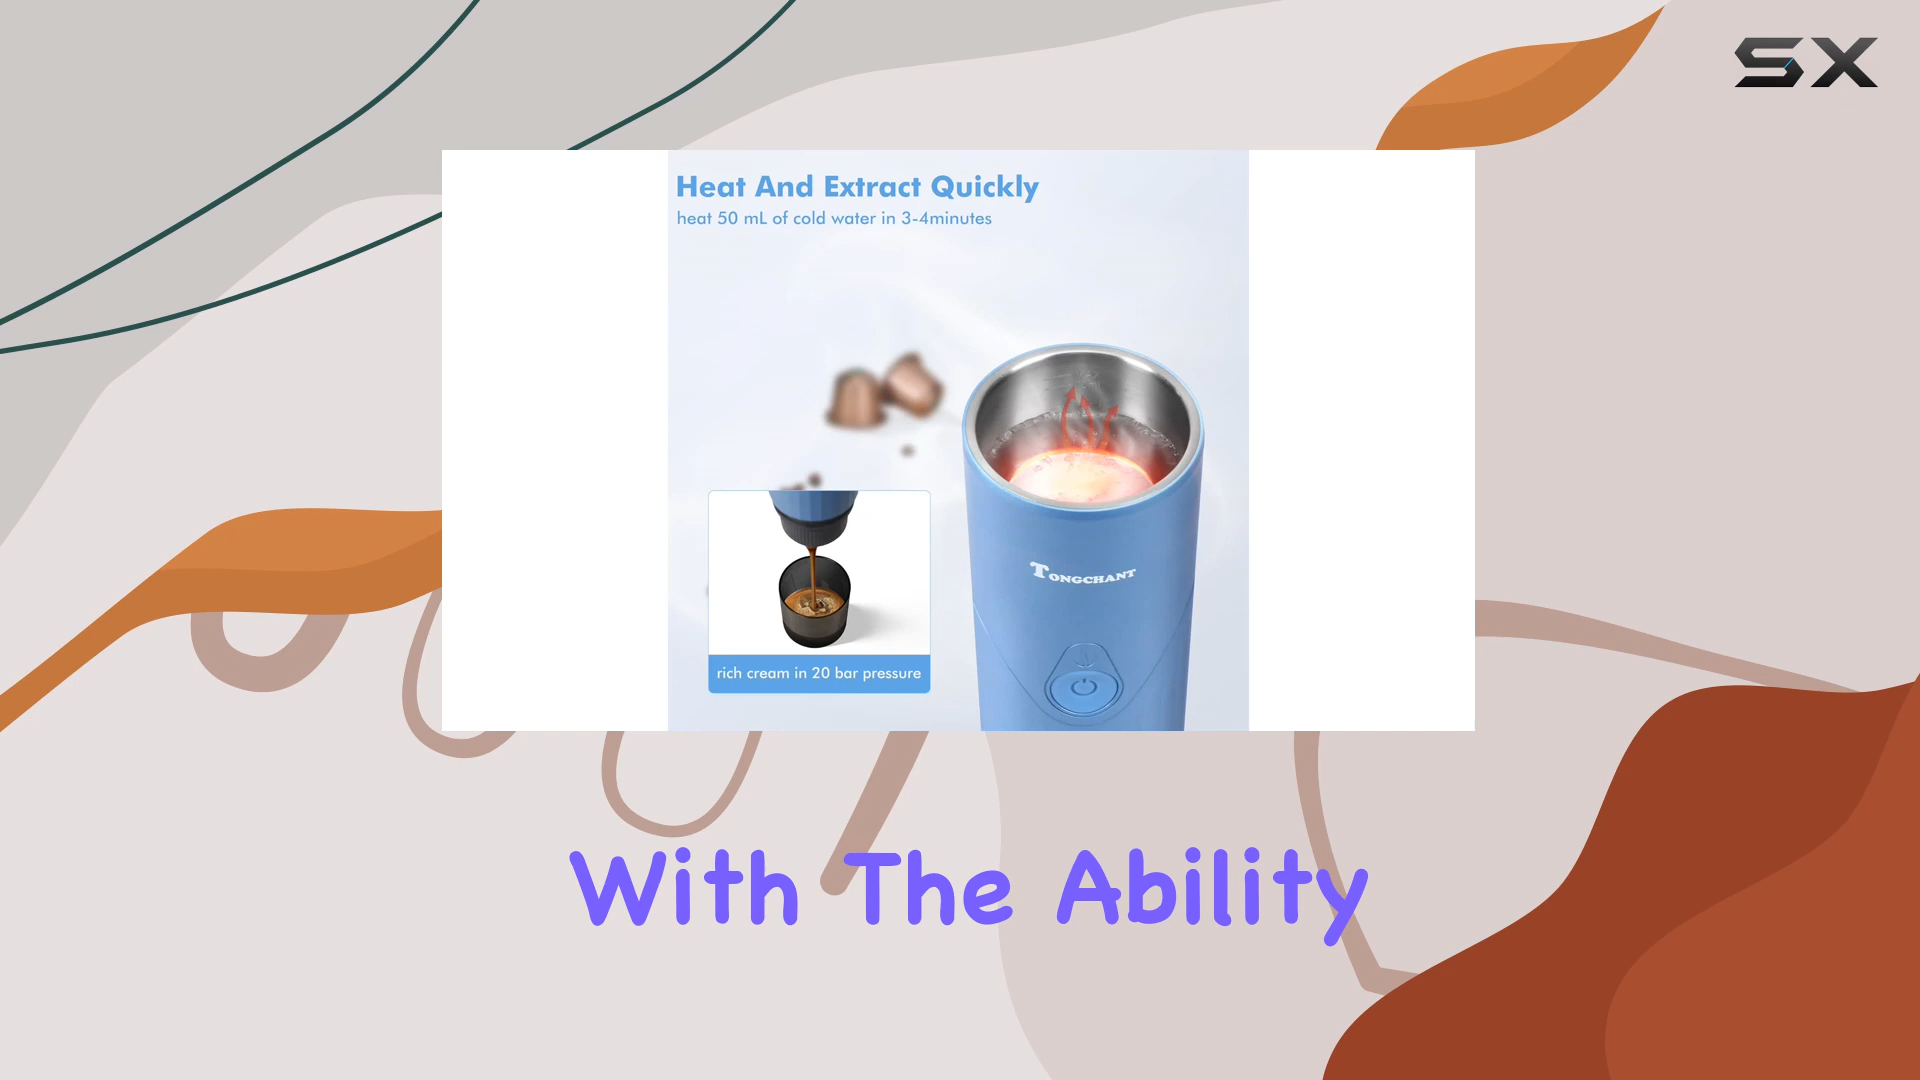 SX
Heat And Extract Quickly
heat 50 mL of cold water in 3-4minutes
TONGCHANT
rich cream in 20 bar pressure
With The Ability